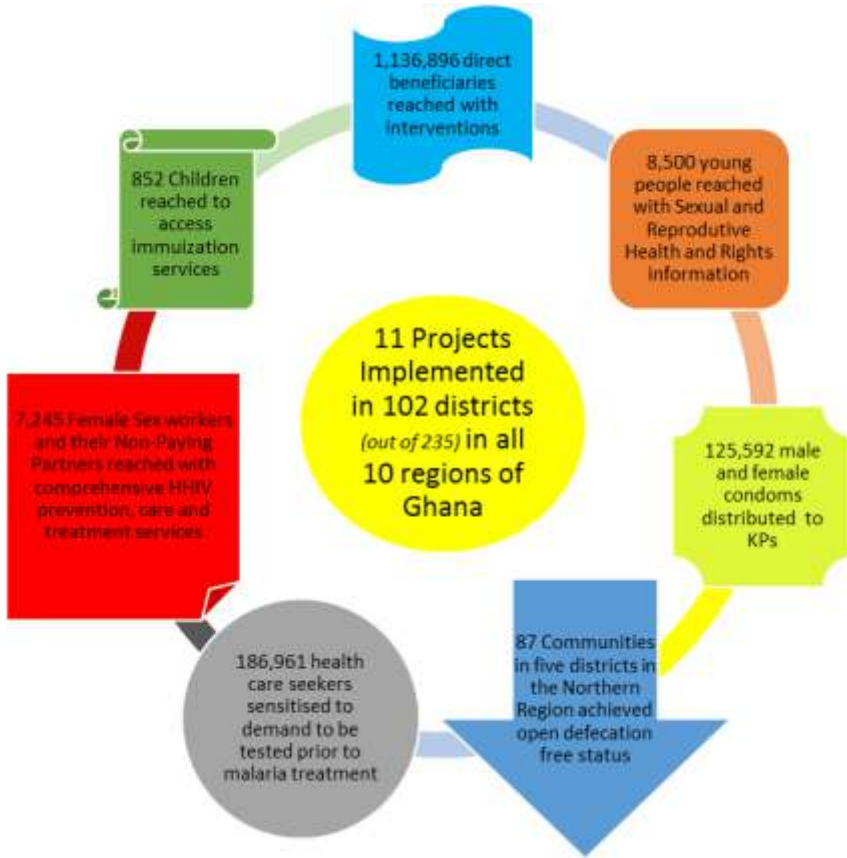 1,136,896 direct
beneficiaries
reached with
interventions
8,500 young
people reached
with Sexual and
Reprodutive
Health and Rights
information
125,592 male
and female
condoms
distributed to
KPs
87 Communities
in five districts in
the Northern
Region achieved
open defecation
free status
186,961 health
care seekers
sensitised to
demand to be
tested prior to
malaria treatment
7,245 Female Sex workers
and their Non-Paying
Partners reached with
comprehensive HHIV
prevention, care and
treatment services
852 Children
reached to
access
immuization
services
11 Projects
Implemented
in 102 districts
(out of 235) in all
10 regions of
Ghana